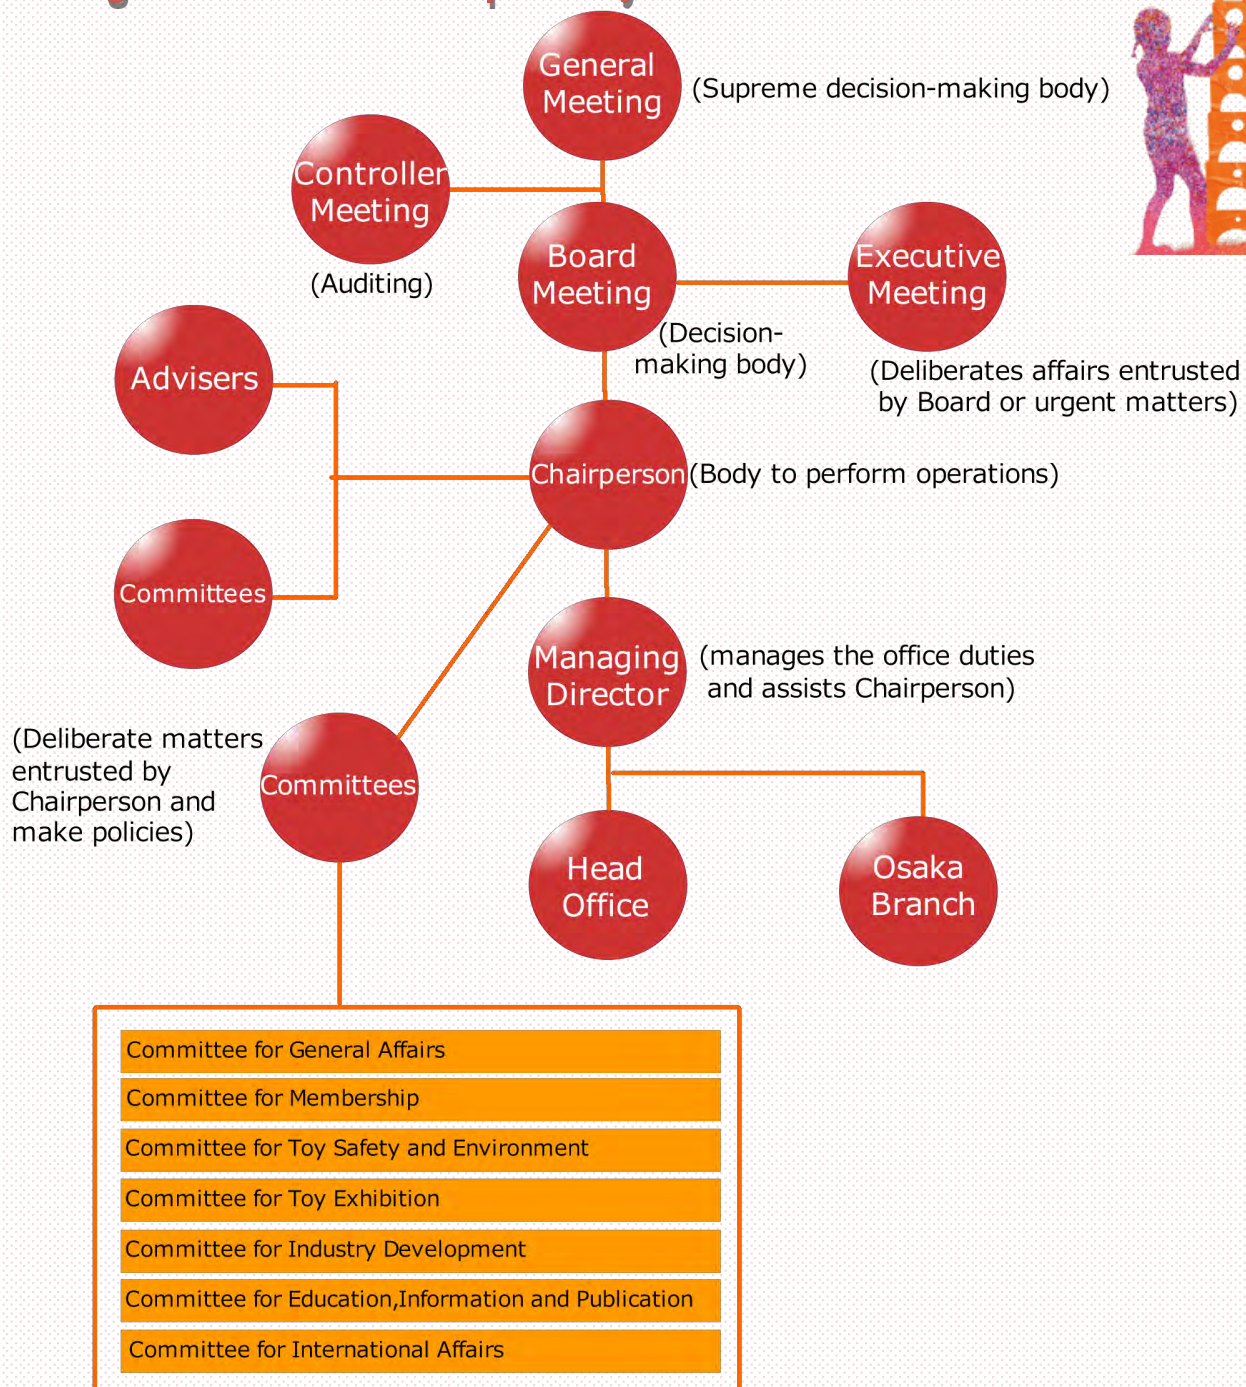 General
Meeting
(Supreme decision-making body)
Controller
Meeting
(Auditing)
Board
Meeting
(Decision-
making body)
Executive
Meeting
(Deliberates affairs entrusted
by Board or urgent matters)
Advisers
Chairperson
(Body to perform operations)
Committees
Managing
Director
(manages the office duties
and assists Chairperson)
(Deliberate matters
entrusted by
Chairperson and
make policies)
Committees
Head
Office
Osaka
Branch
Committee for General Affairs
Committee for Membership
Committee for Toy Safety and Environment
Committee for Toy Exhibition
Committee for Industry Development
Committee for Education,Information and Publication
Committee for International Affairs